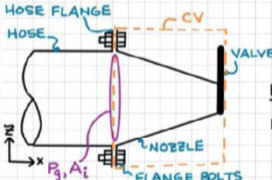 HOSE FLANGE
CV
HOSE
VALVE
z
x
NOZZLE
Pg, Ai
FLANGE BOLTS